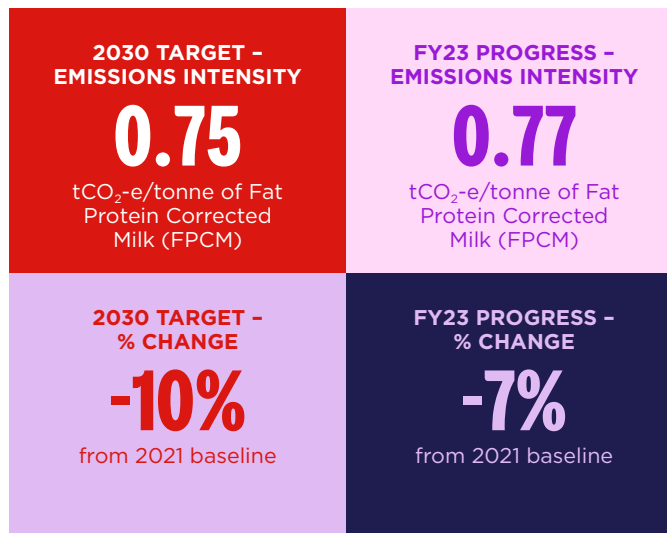 2030 TARGET –
EMISSIONS INTENSITY
0.75
tCO₂-e/tonne of Fat
Protein Corrected
Milk (FPCM)
FY23 PROGRESS –
EMISSIONS INTENSITY
0.77
tCO₂-e/tonne of Fat
Protein Corrected
Milk (FPCM)
2030 TARGET –
% CHANGE
-10%
from 2021 baseline
FY23 PROGRESS –
% CHANGE
-7%
from 2021 baseline